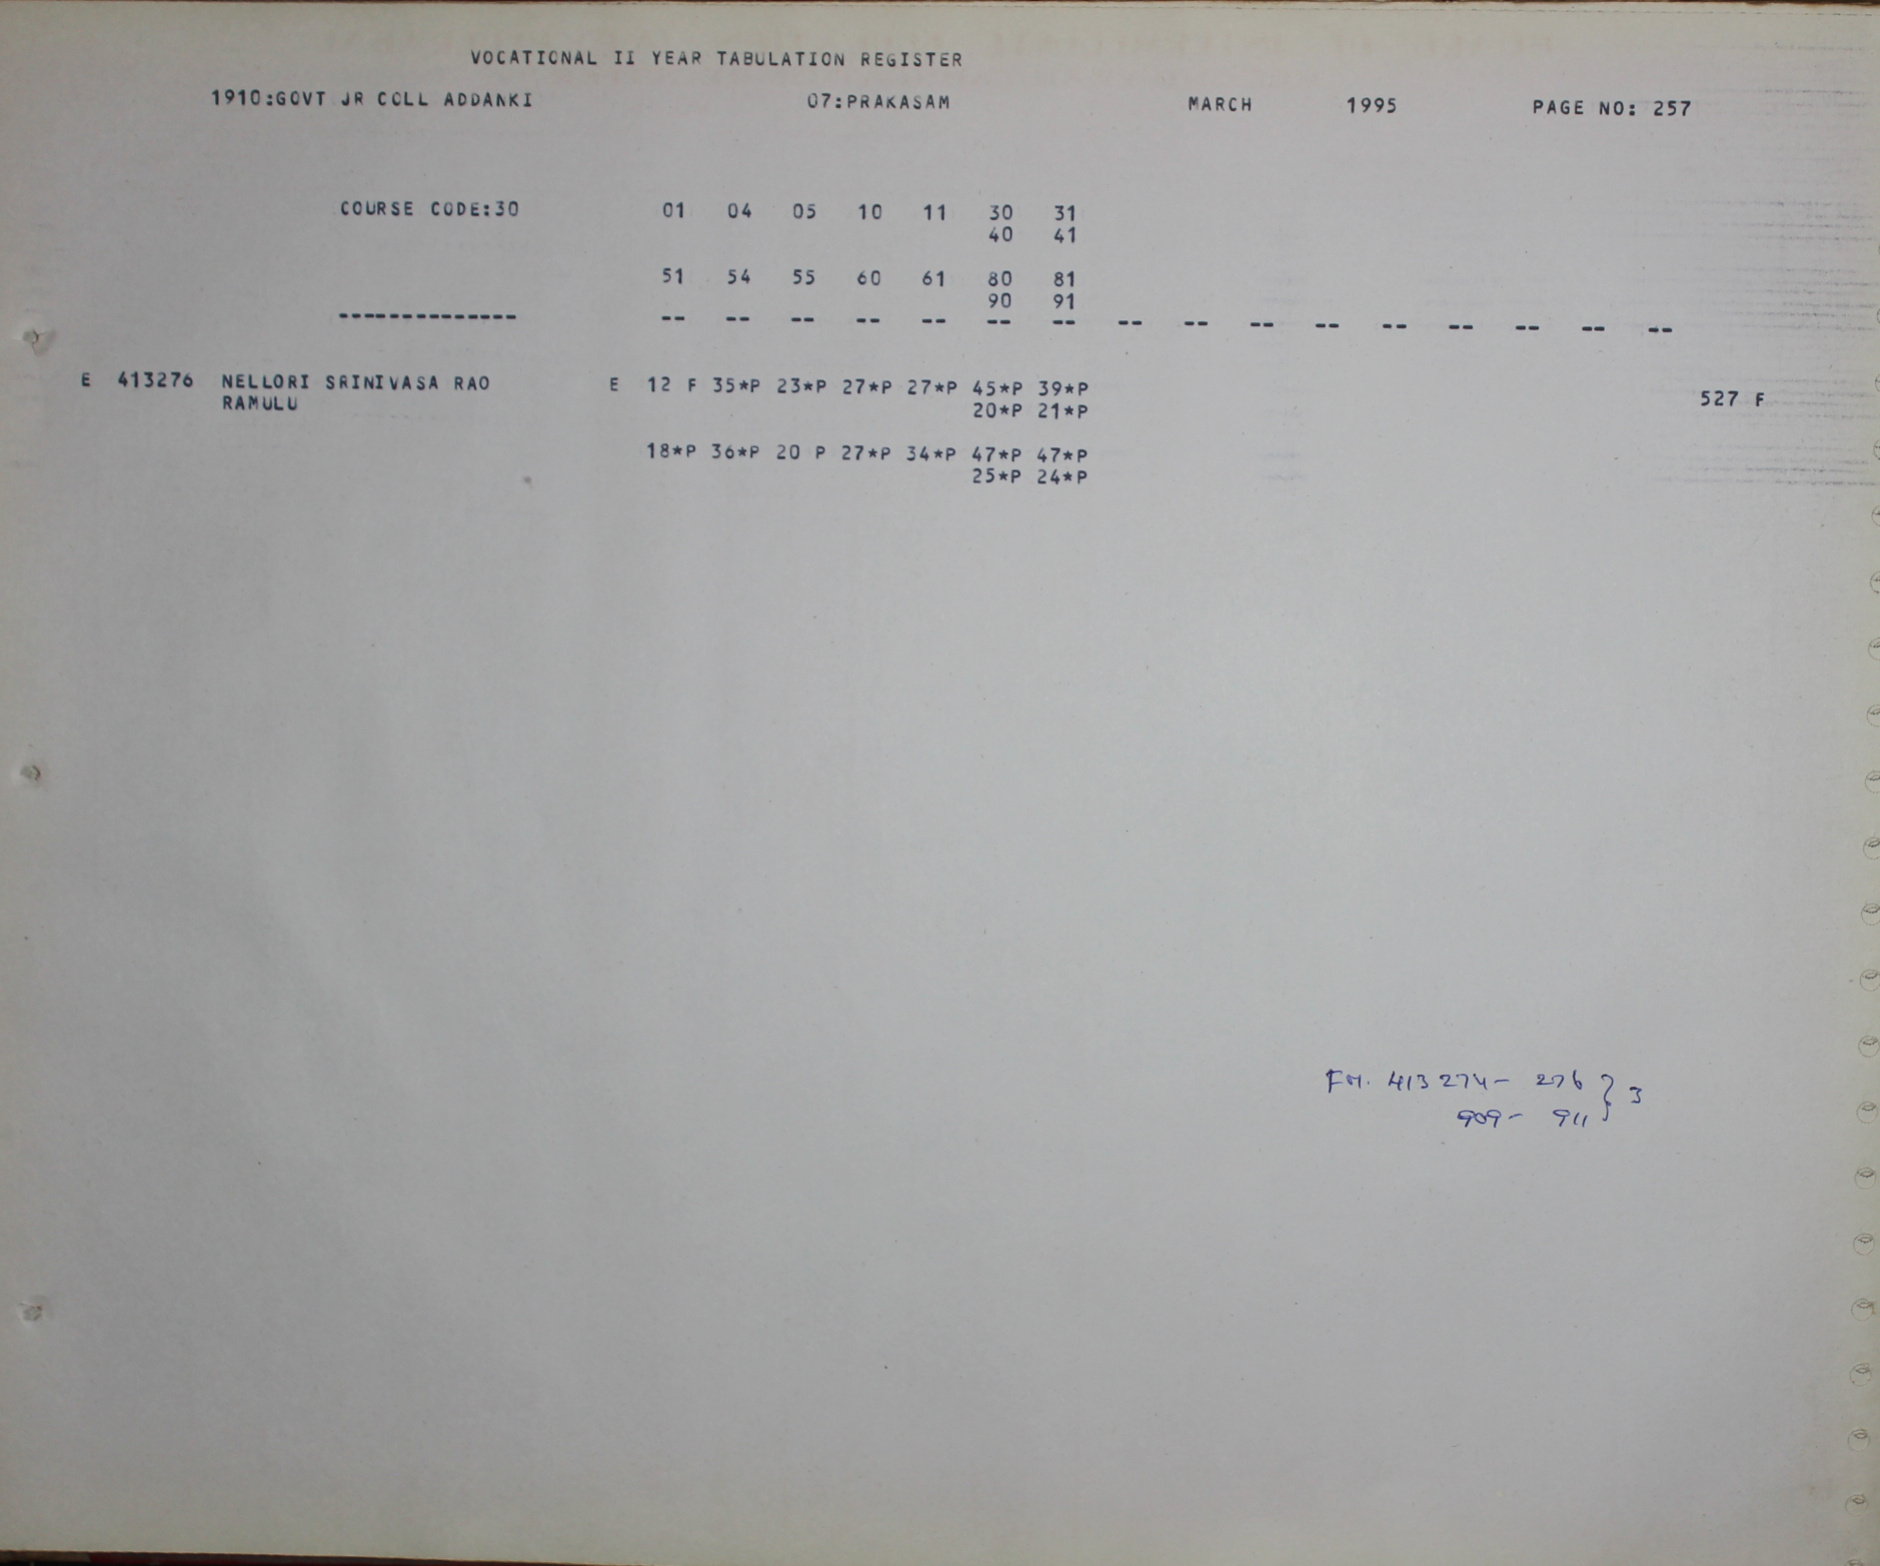 VOCATIONAL II YEAR TABULATION REGISTER
1910:GOVT JR COLL ADDANKI 07:PRAKASAM MARCH 1995 PAGE NO: 257
COURSE CODE:30 01 04 05 10 11 30 31
40 41
51 54 55 60 61 80 81
90 91
-------------- -- -- -- -- -- -- -- -- -- -- -- -- -- -- -- --
E 413276 NELLORI SRINIVASA RAO E 12 F 35*P 23*P 27*P 27*P 45*P 39*P
RAMULU 20*P 21*P 527 F
18*P 36*P 20 P 27*P 34*P 47*P 47*P
25*P 24*P
FM. 413274- 276 } 3
909- 911